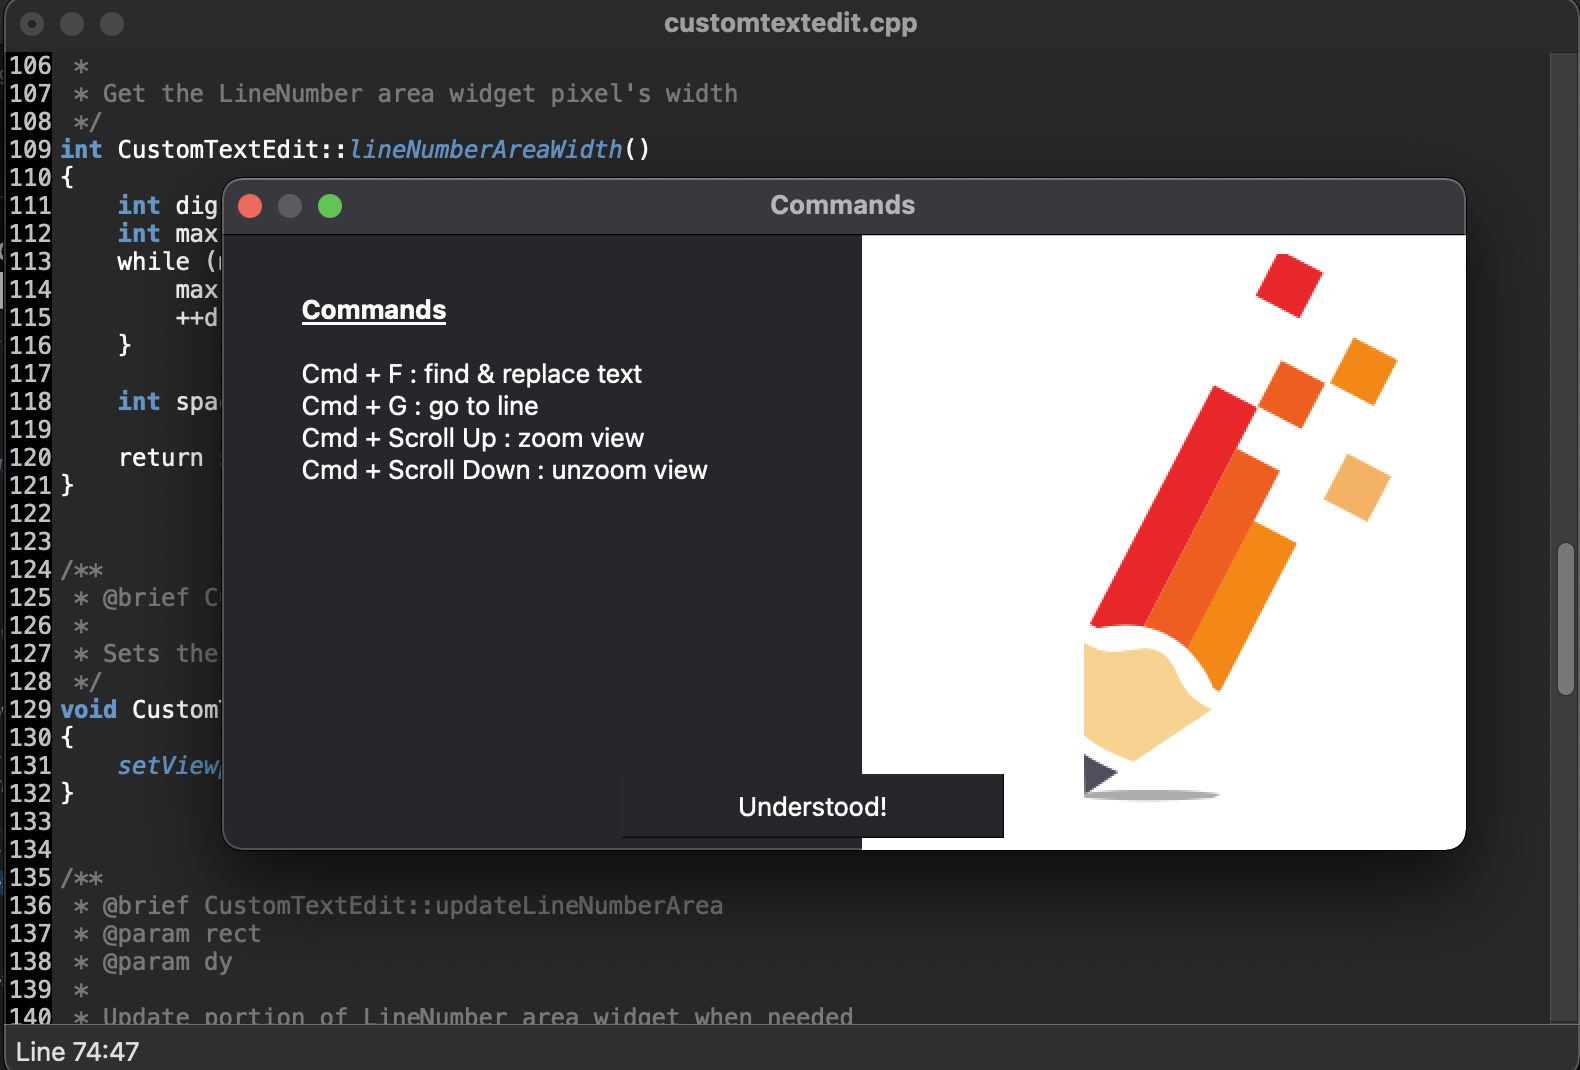 customtextedit.cpp
106 *
107 * Get the LineNumber area widget pixel's width
108 */
109 int CustomTextEdit::lineNumberAreaWidth()
110 {
111 int dig
112 int max
113 while (
114 max
115 ++d
116 }
117
118 int spa
119
120 return
121 }
122
123
124 /**
125 * @brief C
126 *
127 * Sets the
128 */
129 void Custom
130 {
131 setView
132 }
133
134
135 /**
136 * @brief CustomTextEdit::updateLineNumberArea
137 * @param rect
138 * @param dy
139 *
140 * Update portion of LineNumber area widget when needed
Commands
Commands
Cmd + F : find & replace text
Cmd + G : go to line
Cmd + Scroll Up : zoom view
Cmd + Scroll Down : unzoom view
Understood!
Line 74:47